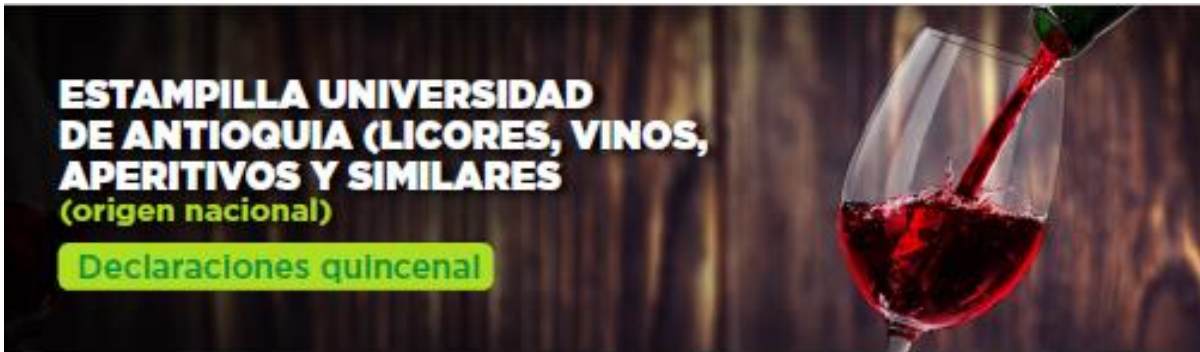 ESTAMPILLA UNIVERSIDAD
DE ANTIOQUIA (LICORES, VINOS,
APERITIVOS Y SIMILARES
(origen nacional)
Declaraciones quincenal